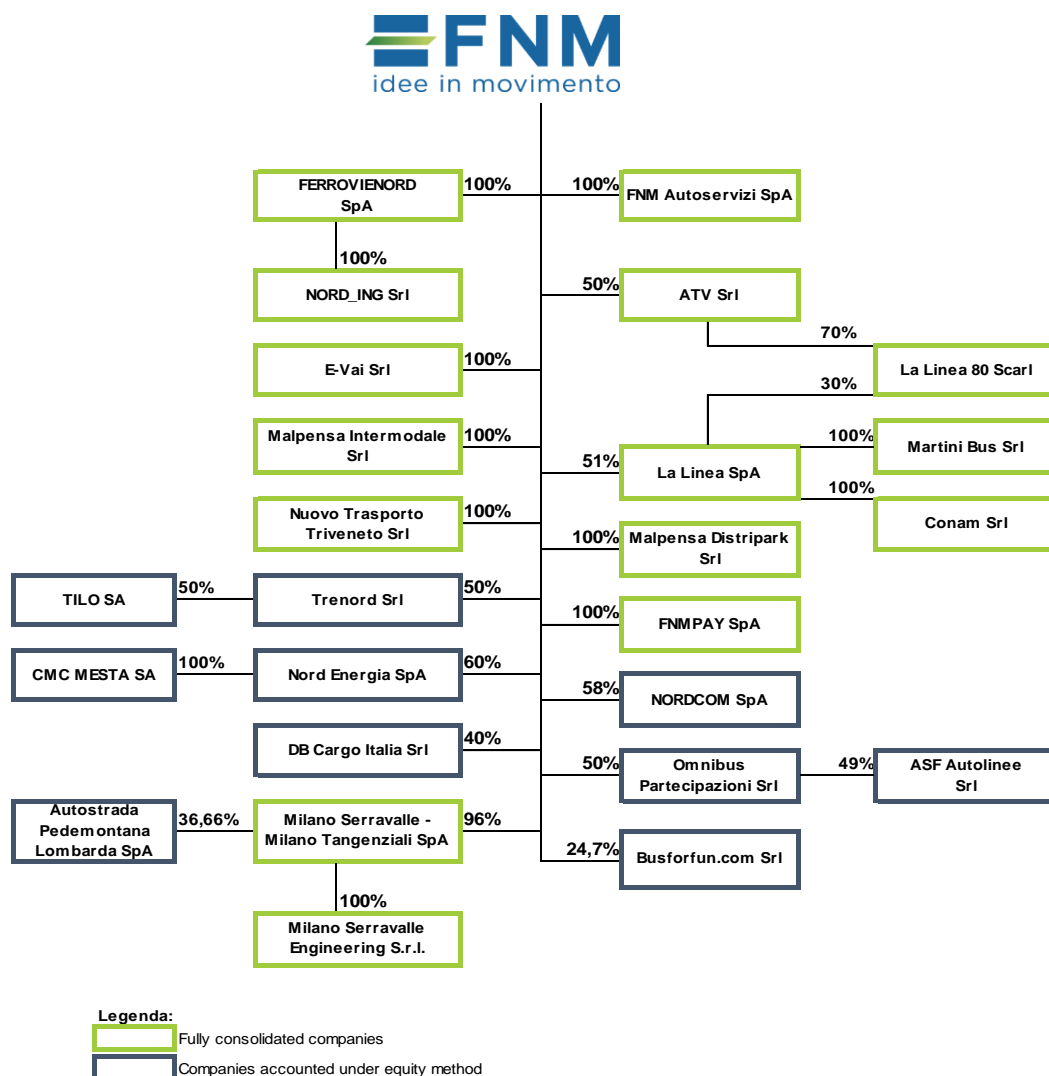 FNM
idee in movimento
FERROVIENORD
SpA
100%
100%
FNM Autoservizi SpA
100%
NORD_ING Srl
50%
ATV Srl
70%
La Linea 80 Scarl
E-Vai Srl
100%
30%
Malpensa Intermodale
Srl
100%
51%
La Linea SpA
100%
Martini Bus Srl
100%
Conam Srl
Nuovo Trasporto
Triveneto Srl
100%
100%
Malpensa Distripark
Srl
TILO SA
50%
Trenord Srl
50%
100%
FNMPAY SpA
CMC MESTA SA
100%
Nord Energia SpA
60%
58%
NORDCOM SpA
DB Cargo Italia Srl
40%
50%
Omnibus
Partecipazioni Srl
49%
ASF Autolinee
Srl
Autostrada
Pedemontana
Lombarda SpA
36,66%
Milano Serravalle -
Milano Tangenziali SpA
96%
24,7%
Busforfun.com Srl
100%
Milano Serravalle
Engineering S.r.l.
Legenda:
Fully consolidated companies
Companies accounted under equity method